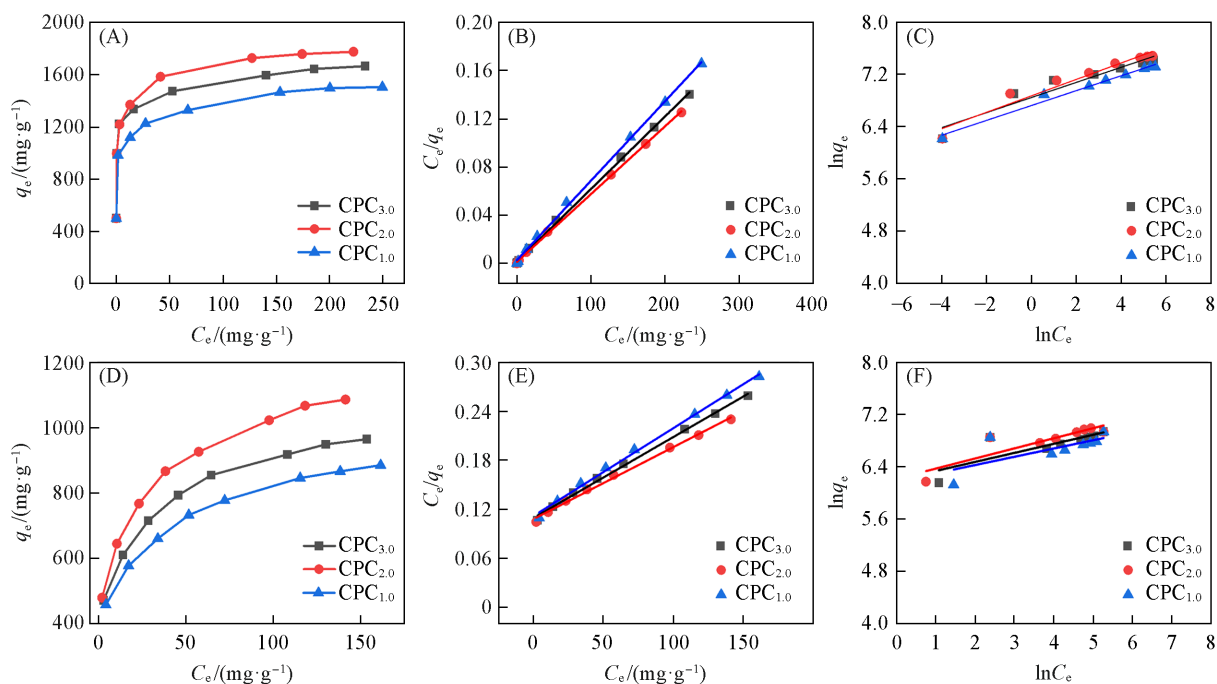 (A)
2000
1600
1200
800
400
0
qe/(mg·g−1)
CPC3.0
CPC2.0
CPC1.0
0 50 100 150 200 250
Ce/(mg·g−1)
(B)
0.16
0.12
0.08
0.04
0
Ce/qe
CPC3.0
CPC2.0
CPC1.0
0 100 200 300 400
Ce/(mg·g−1)
(C)
8.0
7.2
6.4
5.6
4.8
4.0
lnqe
CPC3.0
CPC2.0
CPC1.0
−6 −4 −2 0 2 4 6 8
lnCe
(D)
1200
1000
800
600
400
qe/(mg·g−1)
CPC3.0
CPC2.0
CPC1.0
0 50 100 150
Ce/(mg·g−1)
(E)
0.30
0.24
0.18
0.12
0.06
0
Ce/qe
CPC3.0
CPC2.0
CPC1.0
0 50 100 150
Ce/(mg·g−1)
(F)
8.0
7.2
6.4
5.6
4.8
4.0
lnqe
CPC3.0
CPC2.0
CPC1.0
0 1 2 3 4 5 6 7 8
lnCe